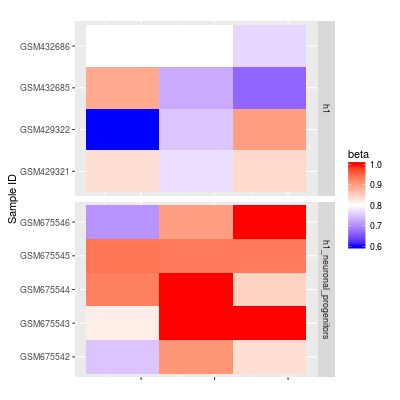 GSM432686
GSM432685
GSM429322
GSM429321
h1
GSM675546
GSM675545
GSM675544
GSM675543
GSM675542
h1_neuronal_progenitors
Sample ID
beta
1.0
0.9
0.8
0.7
0.6